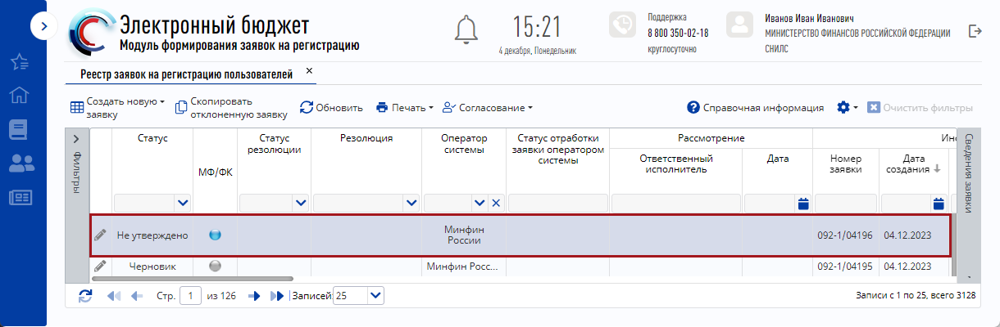 Электронный бюджет
Модуль формирования заявок на регистрацию
15:21
4 декабря, Понедельник
Поддержка
8 800 350-02-18
круглосуточно
Иванов Иван Иванович
МИНИСТЕРСТВО ФИНАНСОВ РОССИЙСКОЙ ФЕДЕРАЦИИ
СНИЛС
Реестр заявок на регистрацию пользователей
Создать новую заявку
Скопировать отклоненную заявку
Обновить
Печать
Согласование
Справочная информация
Очистить фильтры
Фильтры
Статус
МФ/ФК
Статус резолюции
Резолюция
Оператор системы
Статус отработки заявки оператором системы
Рассмотрение
Ответственный исполнитель
Дата
Номер заявки
Дата создания
Сведения заявки
Не утверждено
Минфин России
092-1/04196
04.12.2023
Черновик
Минфин Росс...
092-1/04195
04.12.2023
Стр. 1 из 126
Записей 25
Записи с 1 по 25, всего 3128